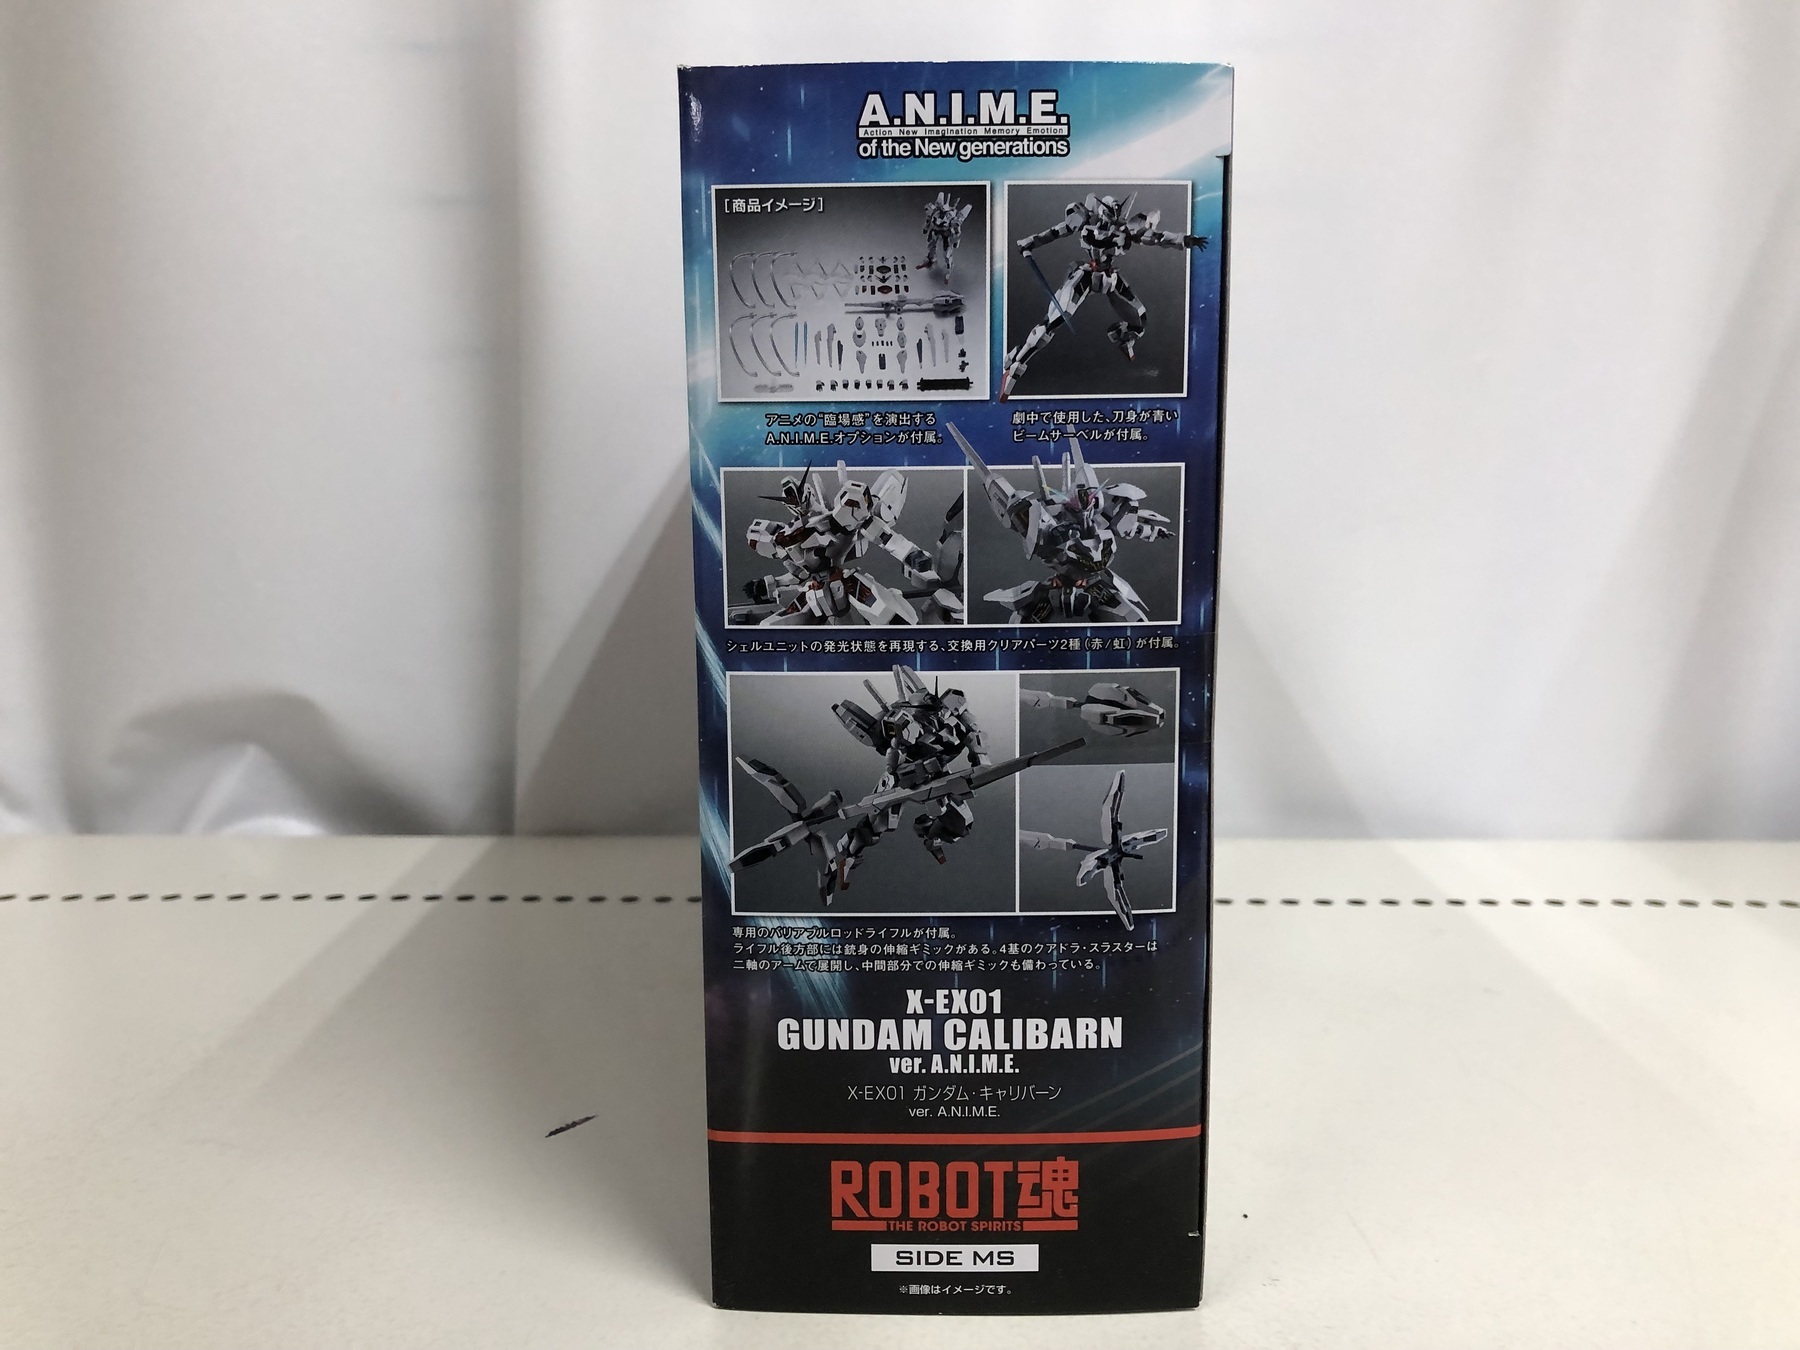 A.N.I.M.E.
Action New Imagination Memory Emotion
of the New generations
[商品イメージ]
アニメの"臨場感"を演出する
A.N.I.M.E.オプションが付属。
劇中で使用した、刀身が青い
ビームサーベルが付属。
シェルユニットの発光状態を再現する、交換用クリアパーツ2種(赤/虹)が付属。
専用のバリアブルロッドライフルが付属。
ライフル後方部には銃身の伸縮ギミックがある。4基のクアドラ・スラスターは
二軸のアームで展開し、中間部分での伸縮ギミックも備わっている。
X-EX01
GUNDAM CALIBARN
ver. A.N.I.M.E.
X-EX01 ガンダム・キャリバーン
ver. A.N.I.M.E.
ROBOT魂
THE ROBOT SPIRITS
SIDE MS
※画像はイメージです。